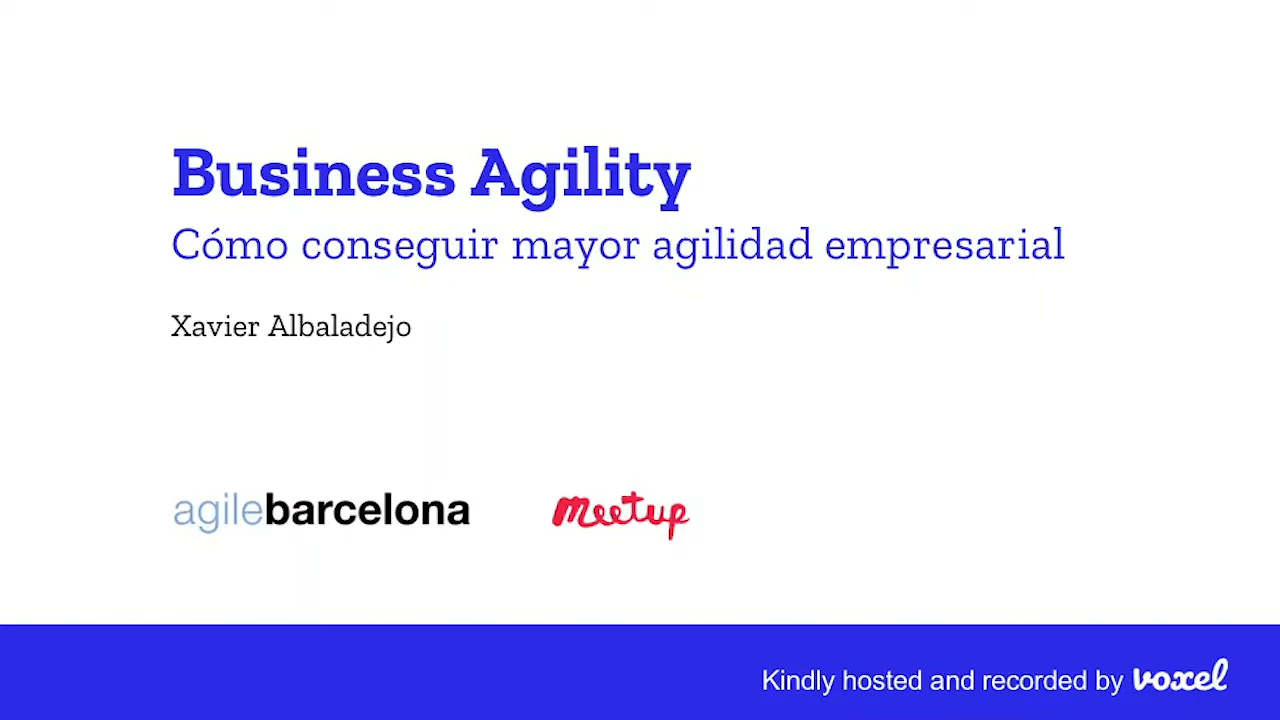 Business Agility
Cómo conseguir mayor agilidad empresarial
Xavier Albaladejo
agilebarcelona
meetup
Kindly hosted and recorded by voxel